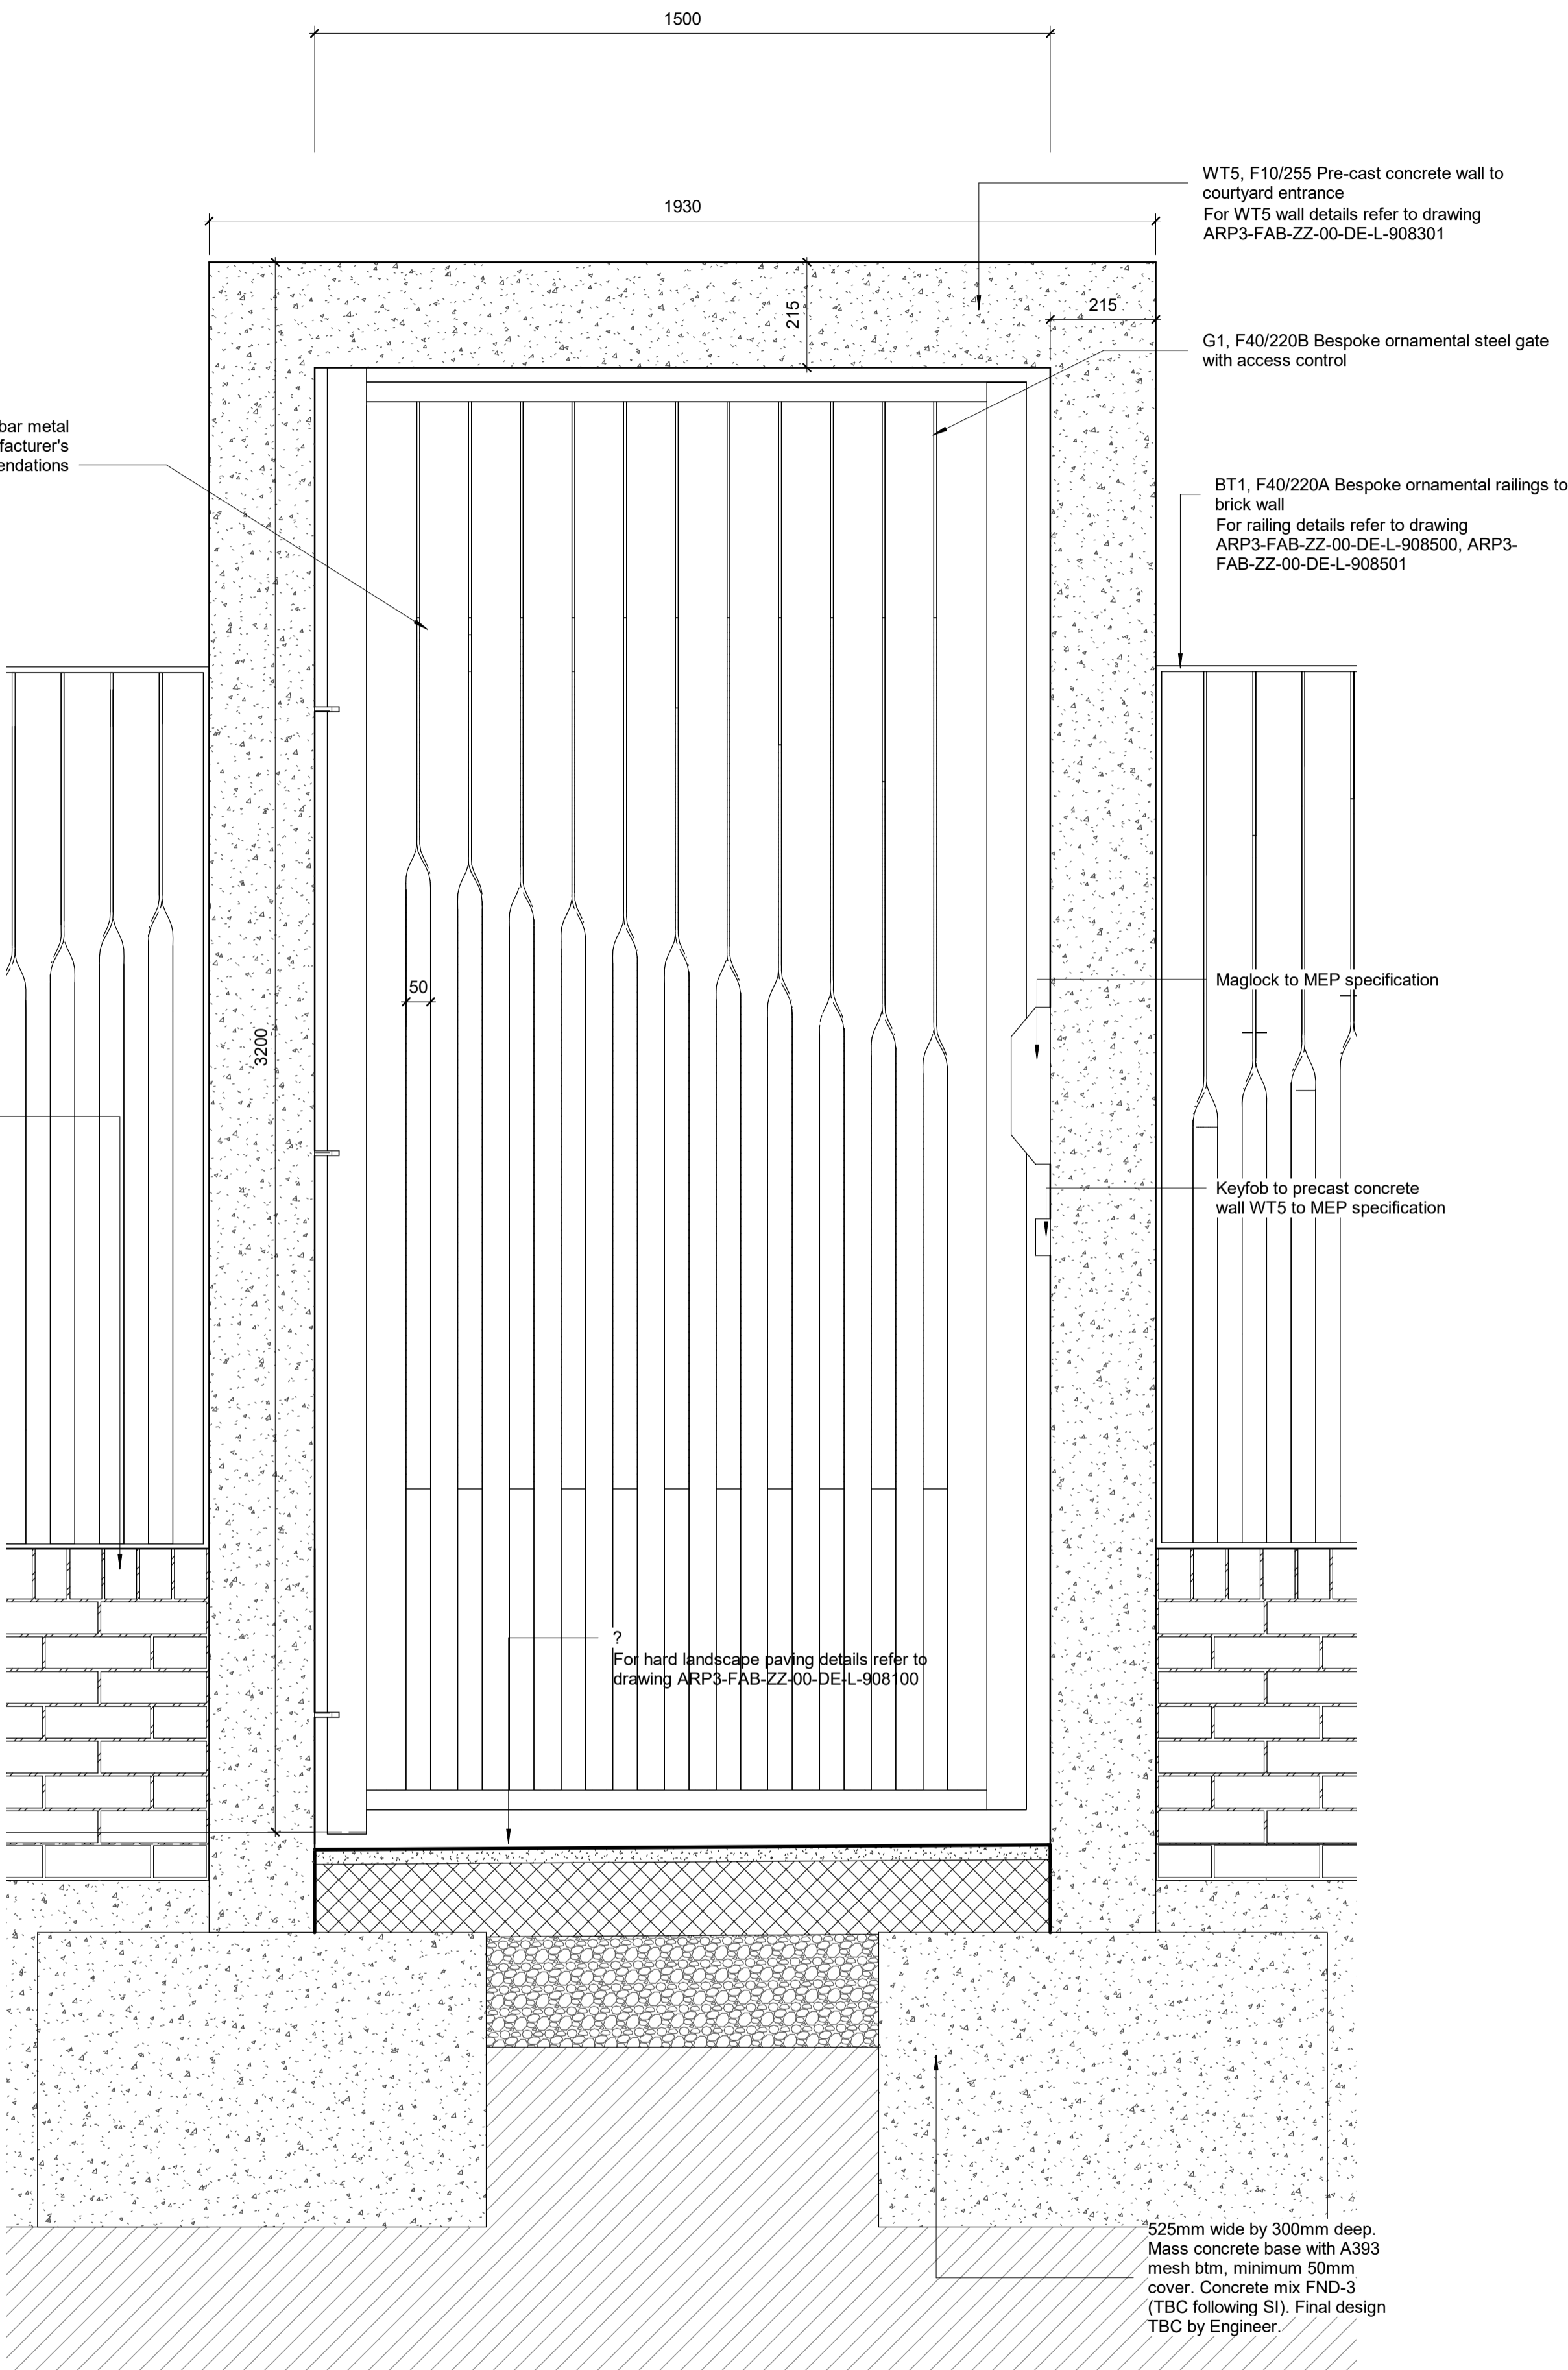 1500
WT5, F10/255 Pre-cast concrete wall to
courtyard entrance
For WT5 wall details refer to drawing
ARP3-FAB-ZZ-00-DE-L-908301
1930
215
215
G1, F40/220B Bespoke ornamental steel gate
with access control
bar metal
facturer's
endations
BT1, F40/220A Bespoke ornamental railings to
brick wall
For railing details refer to drawing
ARP3-FAB-ZZ-00-DE-L-908500, ARP3-
FAB-ZZ-00-DE-L-908501
50
Maglock to MEP specification
3200
Keyfob to precast concrete
wall WT5 to MEP specification
?
For hard landscape paving details refer to
drawing ARP3-FAB-ZZ-00-DE-L-908100
525mm wide by 300mm deep.
Mass concrete base with A393
mesh btm, minimum 50mm
cover. Concrete mix FND-3
(TBC following SI). Final design
TBC by Engineer.